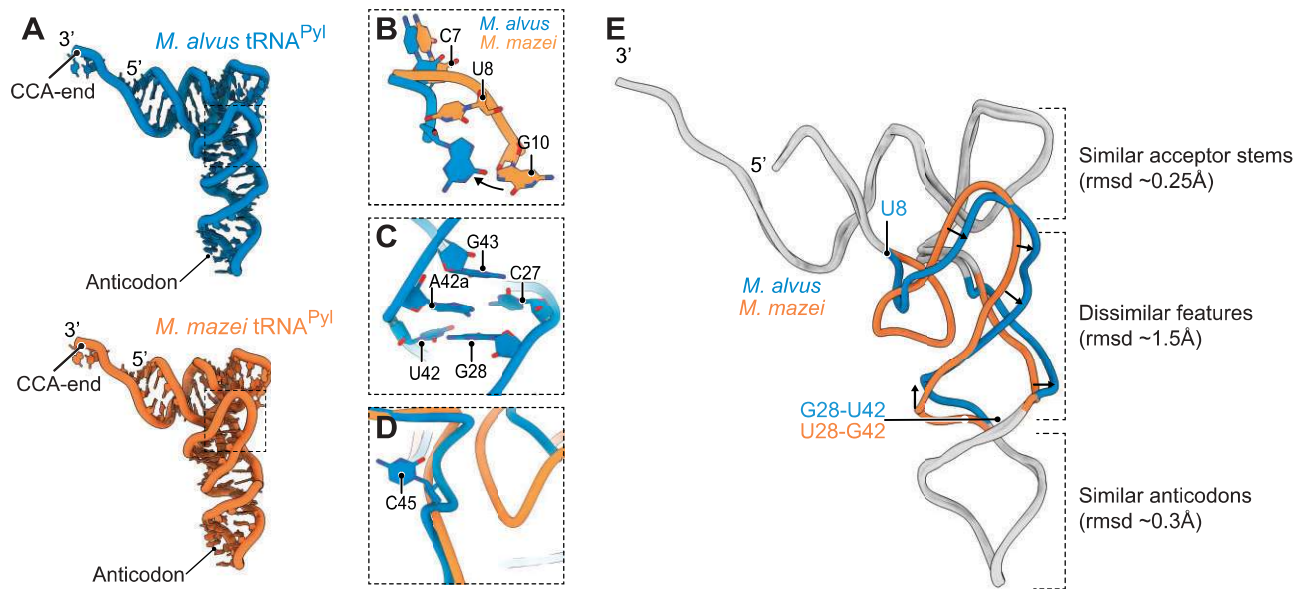 A
3’
M. alvus tRNAPyl
5’
CCA-end
Anticodon
M. mazei tRNAPyl
3’
5’
CCA-end
Anticodon
B
M. alvus
M. mazei
C7
U8
G10
C
G43
C27
A42a
U42
G28
D
C45
E
3’
5’
U8
M. alvus
M. mazei
G28-U42
U28-G42
Similar acceptor stems
(rmsd ~0.25Å)
Dissimilar features
(rmsd ~1.5Å)
Similar anticodons
(rmsd ~0.3Å)